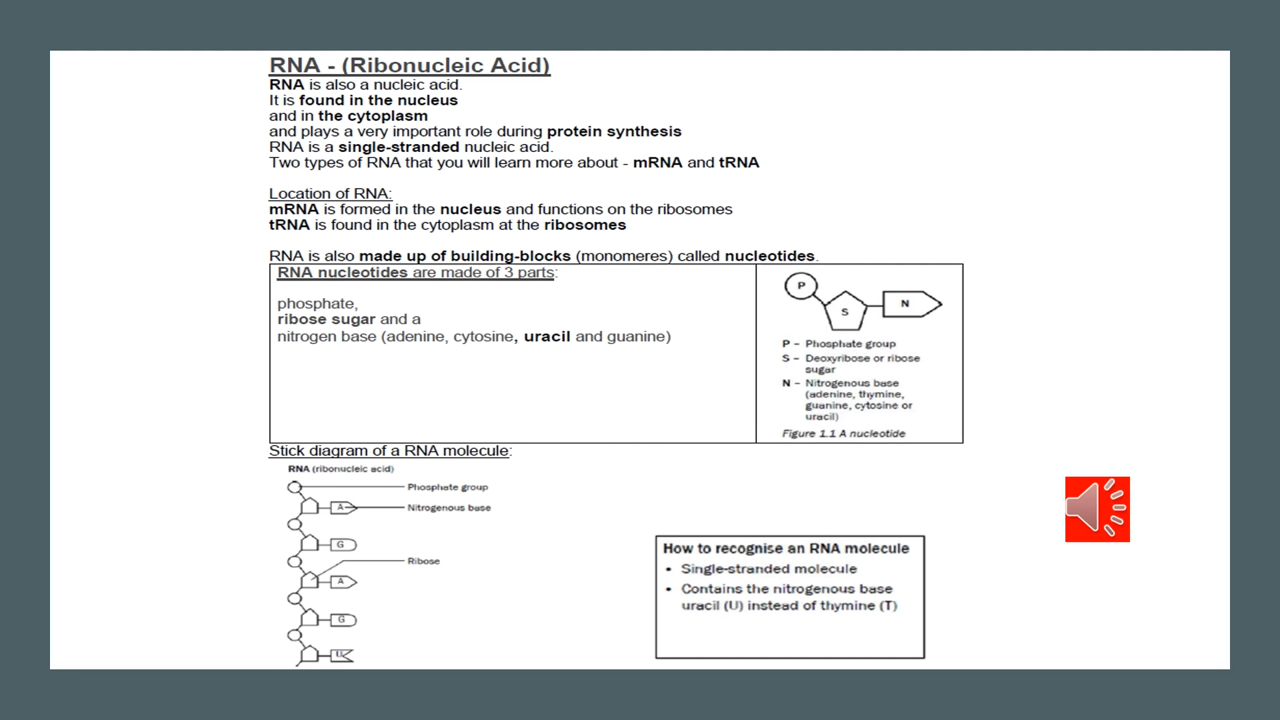 RNA - (Ribonucleic Acid)
RNA is also a nucleic acid.
It is found in the nucleus
and in the cytoplasm
and plays a very important role during protein synthesis
RNA is a single-stranded nucleic acid.
Two types of RNA that you will learn more about - mRNA and tRNA
Location of RNA:
mRNA is formed in the nucleus and functions on the ribosomes
tRNA is found in the cytoplasm at the ribosomes
RNA is also made up of building-blocks (monomeres) called nucleotides.
RNA nucleotides are made of 3 parts:
phosphate,
ribose sugar and a
nitrogen base (adenine, cytosine, uracil and guanine)
P
S
N
P – Phosphate group
S – Deoxyribose or ribose
sugar
N – Nitrogenous base
(adenine, thymine,
guanine, cytosine or
uracil)
Figure 1.1 A nucleotide
Stick diagram of a RNA molecule:
RNA (ribonucleic acid)
Phosphate group
A
Nitrogenous base
G
Ribose
A
G
U
How to recognise an RNA molecule
• Single-stranded molecule
• Contains the nitrogenous base
uracil (U) instead of thymine (T)